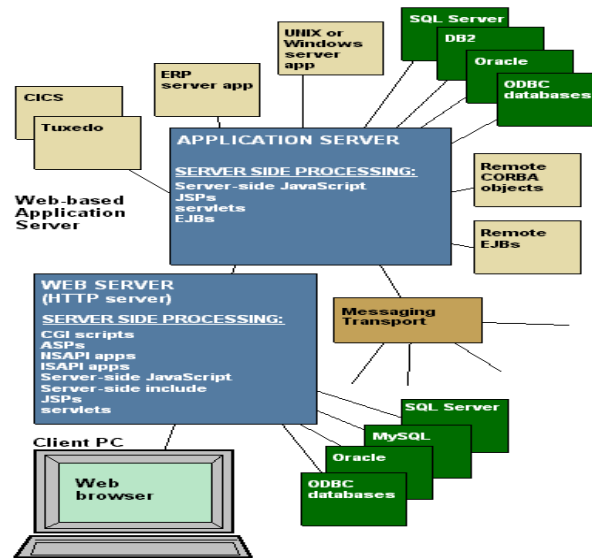 SQL Server
DB2
Oracle
ODBC
databases
UNIX or
Windows
server
app
ERP
server app
CICS
Tuxedo
APPLICATION SERVER
SERVER SIDE PROCESSING:
Server-side JavaScript
JSPs
servlets
EJBs
Web-based
Application
Server
Remote
CORBA
objects
Remote
EJBs
WEB SERVER
(HTTP server)
SERVER SIDE PROCESSING:
CGI scripts
ASPs
NSAPI apps
ISAPI apps
Server-side JavaScript
Server-side include
JSPs
servlets
Messaging
Transport
SQL Server
MySQL
Oracle
ODBC
databases
Client PC
Web
browser